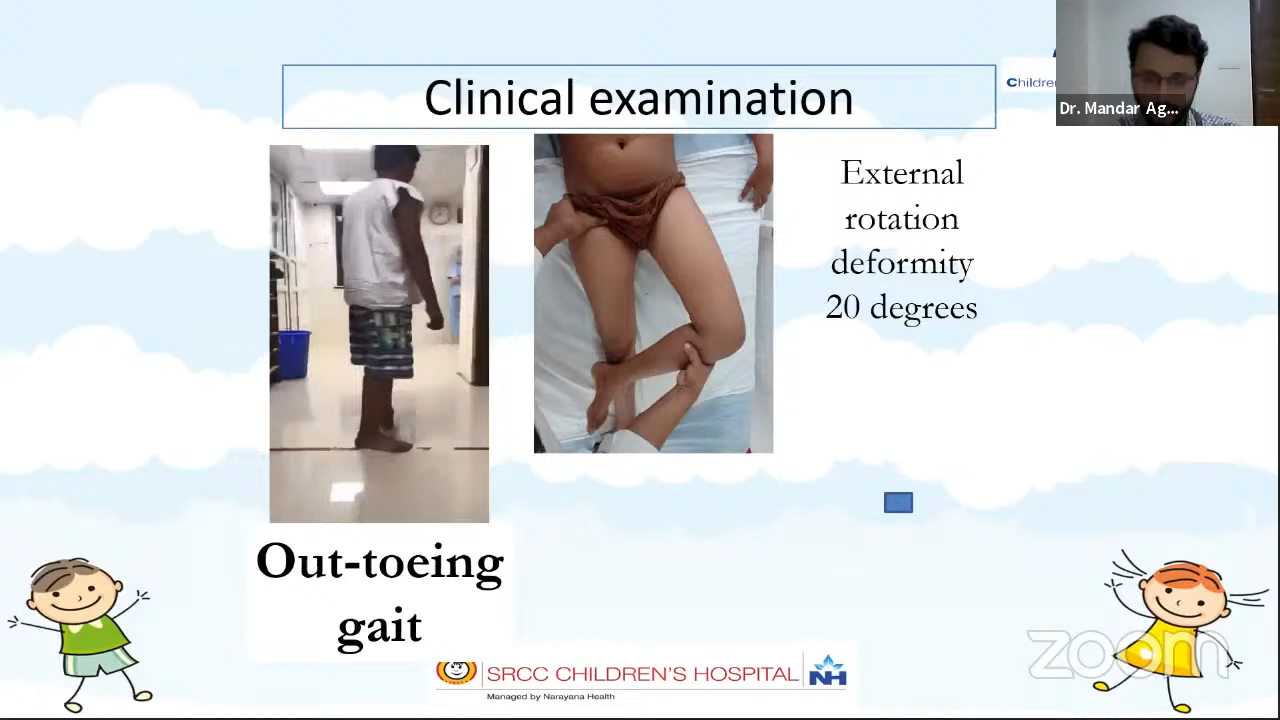 Clinical examination
Childre
Dr. Mandar Ag...
External
rotation
deformity
20 degrees
Out-toeing
gait
SRCC CHILDREN'S HOSPITAL
NH
Managed by Narayana Health
zoom